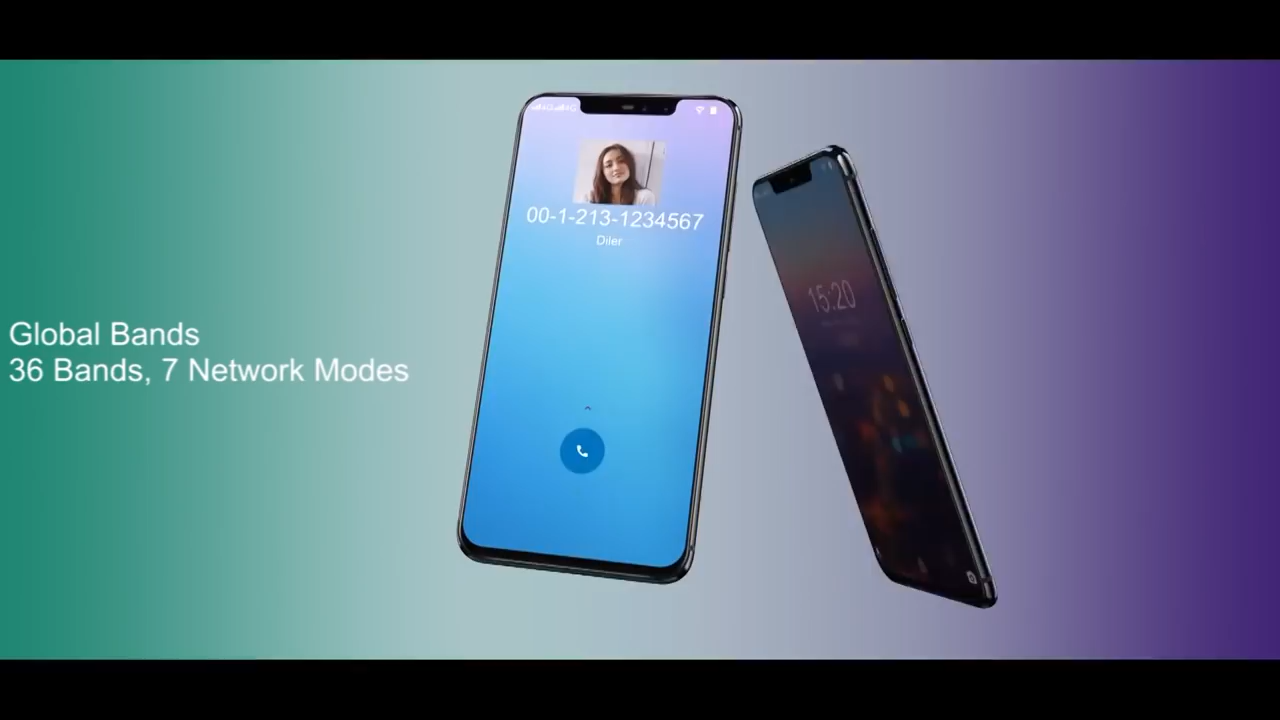 Global Bands
36 Bands, 7 Network Modes
00-1-213-1234567
Diler
15:20